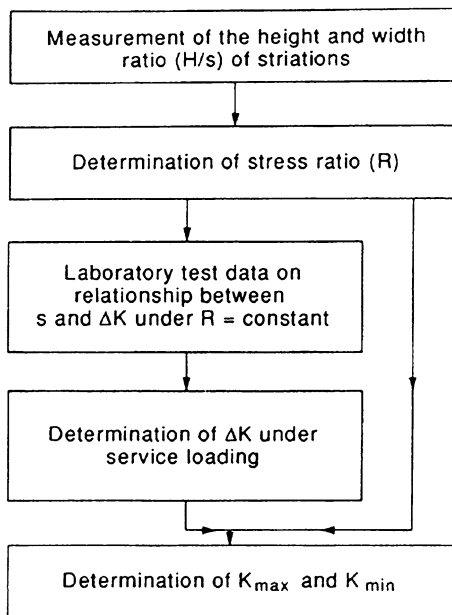 Measurement of the height and width
ratio (H/s) of striations
Determination of stress ratio (R)
Laboratory test data on
relationship between
s and ΔK under R = constant
Determination of ΔK under
service loading
Determination of Kmax and Kmin